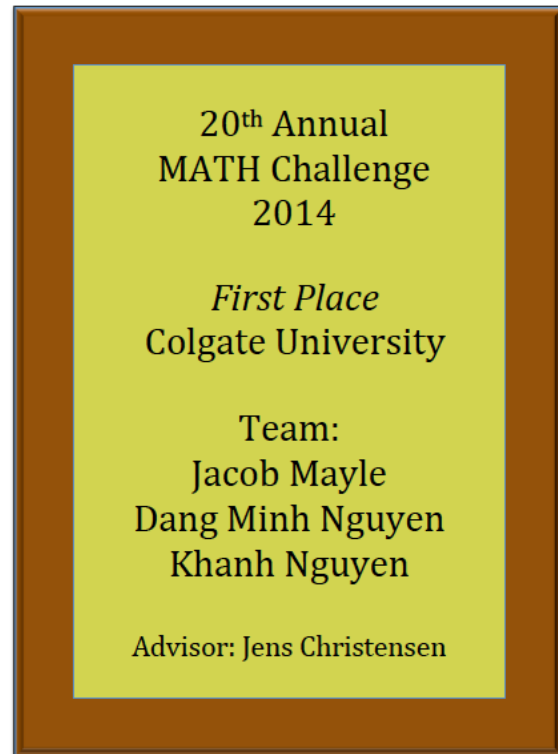 20th Annual
MATH Challenge
2014
First Place
Colgate University
Team:
Jacob Mayle
Dang Minh Nguyen
Khanh Nguyen
Advisor: Jens Christensen